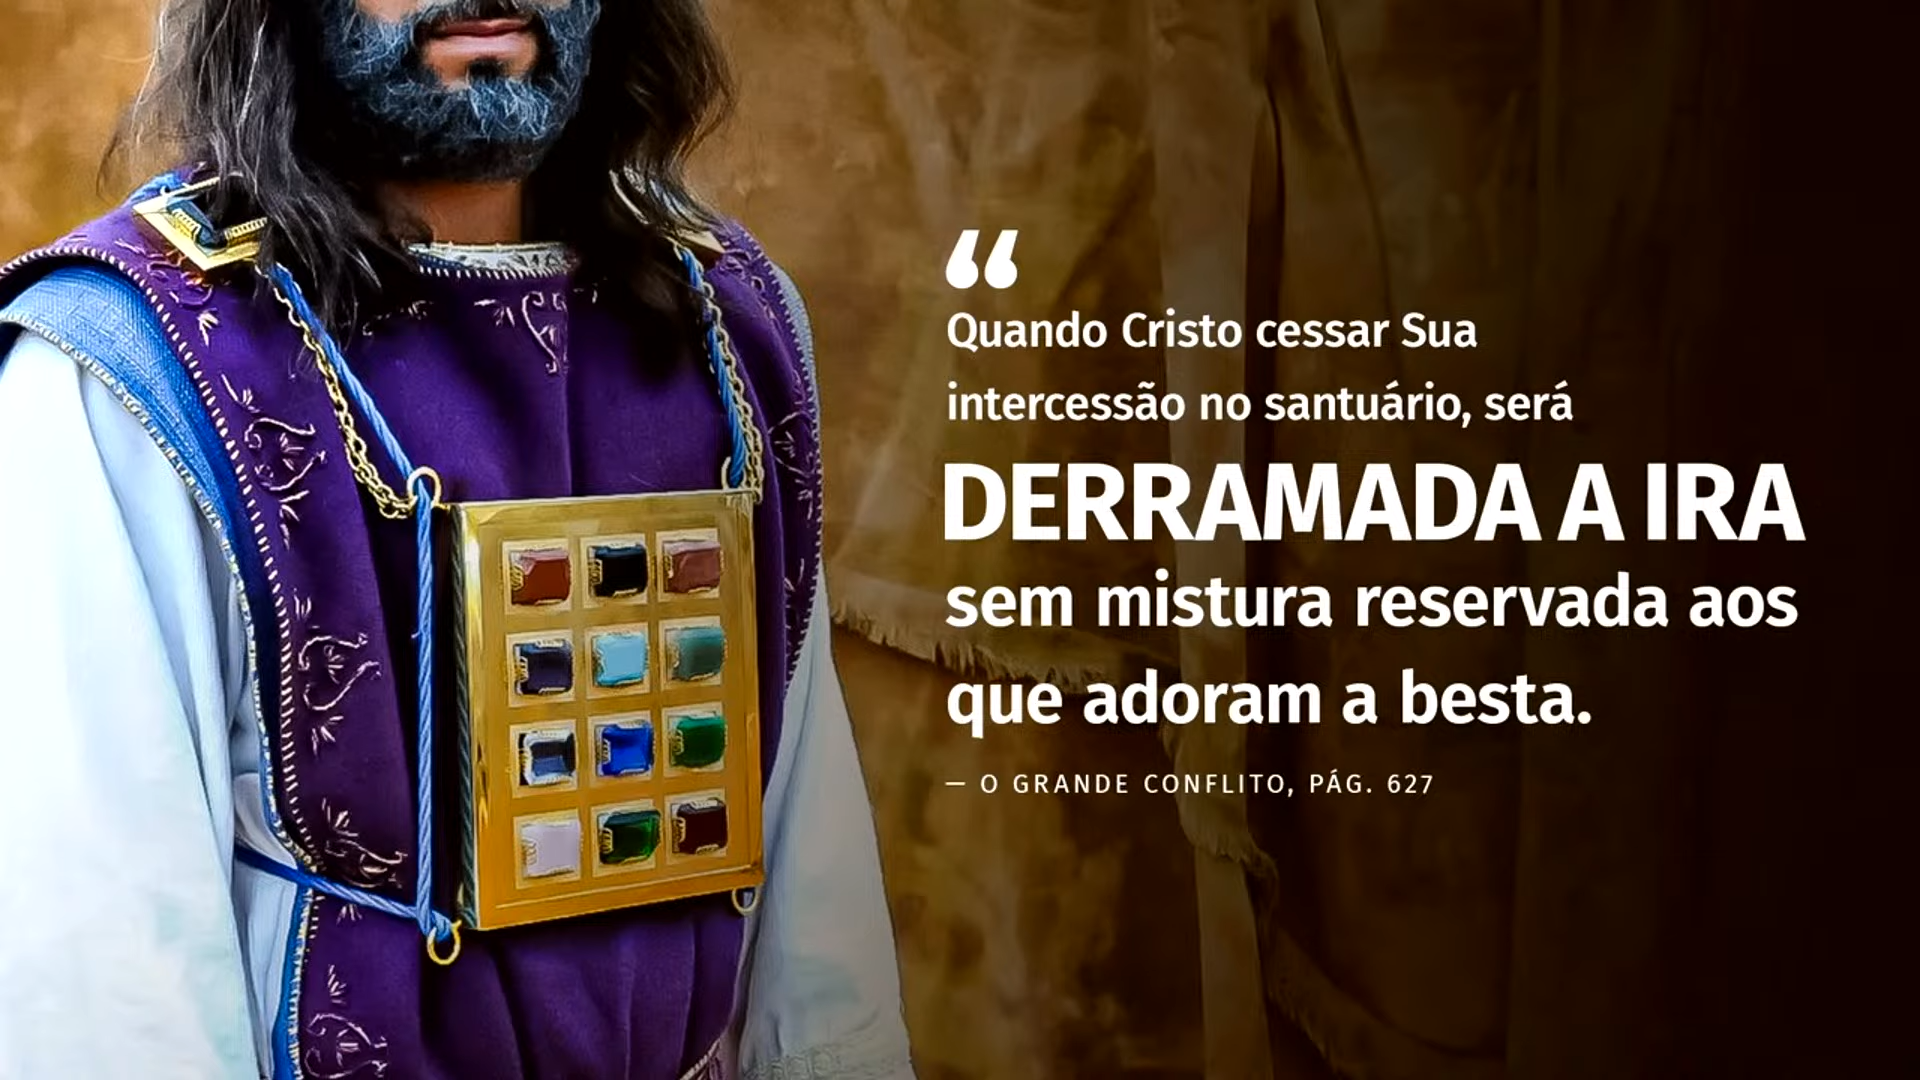 “
Quando Cristo cessar Sua
intercessão no santuário, será
DERRAMADA A IRA
sem mistura reservada aos
que adoram a besta.
— O GRANDE CONFLITO, PÁG. 627